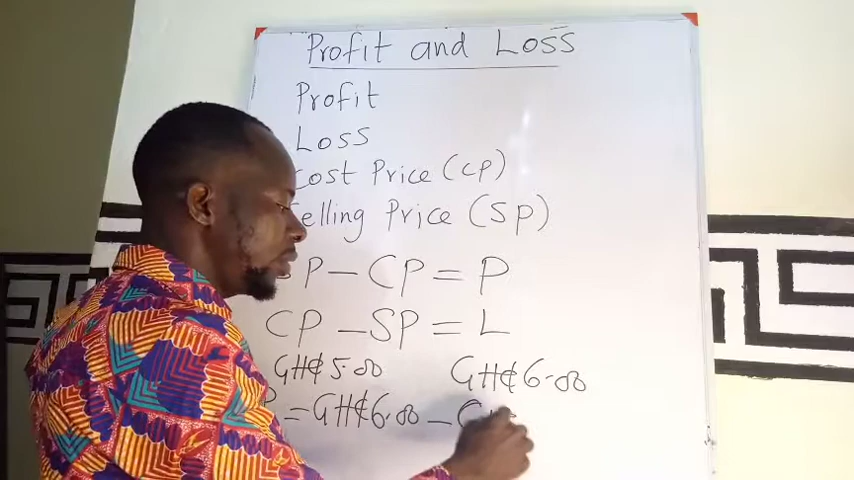 Profit and Loss
Profit
Loss
Cost Price (CP)
Selling Price (SP)
P - CP = P
CP - SP = L
GH₵5.00 GH₵6.00
P = GH₵6.00 -